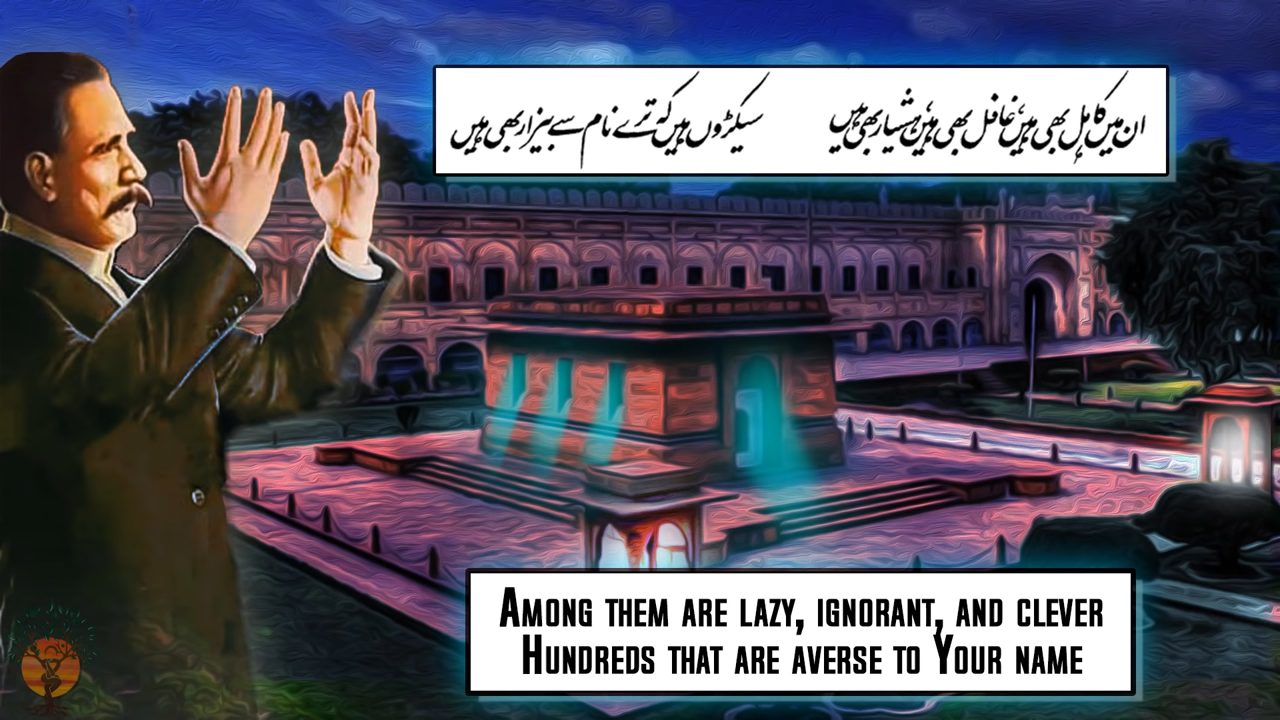 ان میں کاہل بھی ہیں، غافل بھی ہیں، ہشیار بھی ہیں
سیکڑوں ہیں کہ ترے نام سے بیزار بھی ہیں
Among them are lazy, ignorant, and clever
Hundreds that are averse to Your name